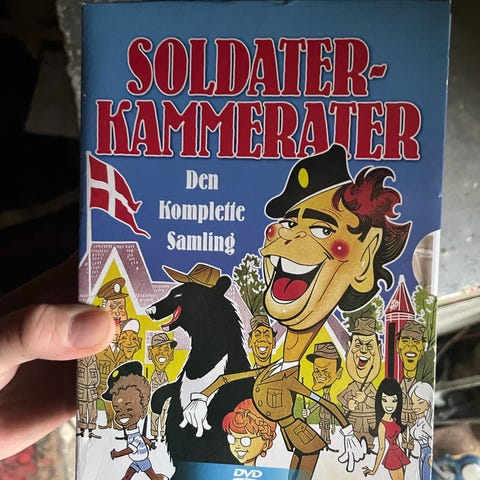 SOLDATER-
KAMMERATER
Den
Komplette
Samling
DVD